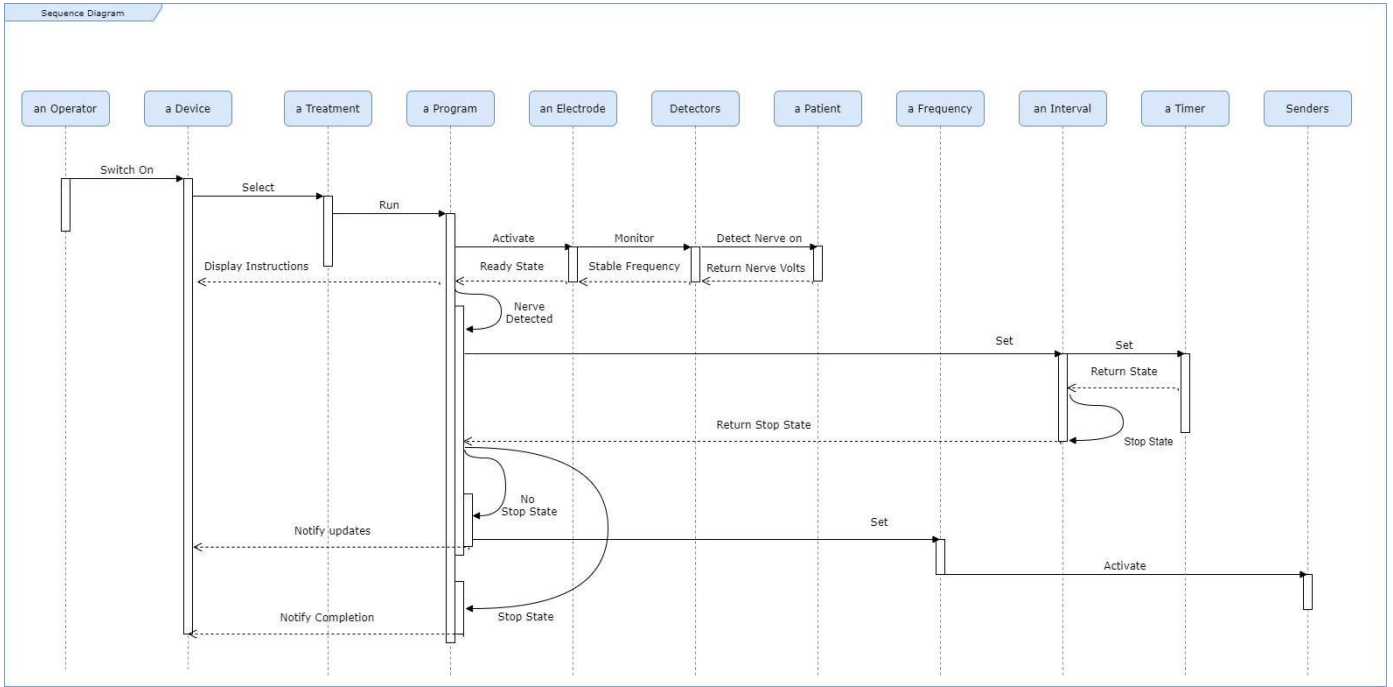 Sequence Diagram
an Operator
a Device
a Treatment
a Program
an Electrode
Detectors
a Patient
a Frequency
an Interval
a Timer
Senders
Switch On
Select
Run
Activate
Monitor
Detect Nerve on
Display Instructions
Ready State
Stable Frequency
Return Nerve Volts
Nerve
Detected
Set
Set
Return State
Return Stop State
Stop State
No
Stop State
Set
Notify updates
Activate
Notify Completion
Stop State